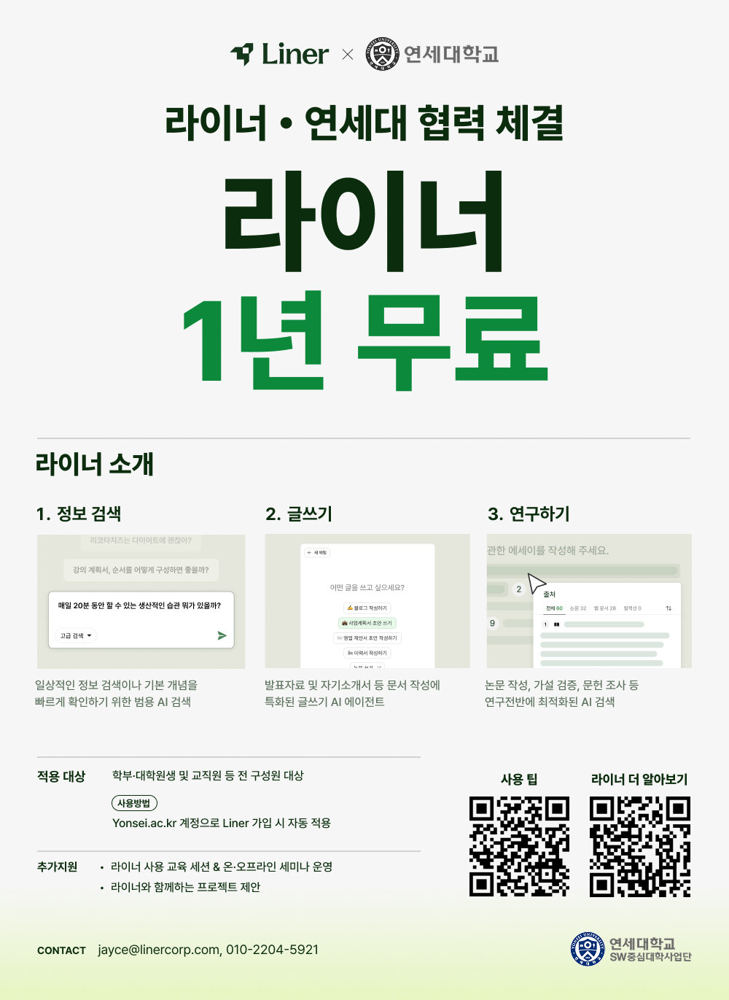 Liner × 연세대학교
라이너 • 연세대 협력 체결
라이너
1년 무료
라이너 소개
1. 정보 검색
리코타치즈는 다이어트에 괜찮아?
강의 계획서, 순서를 어떻게 구성하면 좋을까?
매일 20분 동안 할 수 있는 생산적인 습관 뭐가 있을까?
고급 검색
일상적인 정보 검색이나 기본 개념을
빠르게 확인하기 위한 범용 AI 검색
2. 글쓰기
+ 새 채팅
어떤 글을 쓰고 싶으세요?
✍️ 블로그 작성하기
💼 사업계획서 초안 쓰기
영업 제안서 초안 작성하기
이력서 작성하기
논문 쓰기
발표자료 및 자기소개서 등 문서 작성에
특화된 글쓰기 AI 에이전트
3. 연구하기
관한 에세이를 작성해 주세요.
2
9
출처
전체 60 논문 32 웹 문서 28 컬렉션 0
1
논문 작성, 가설 검증, 문헌 조사 등
연구전반에 최적화된 AI 검색
적용 대상
학부·대학원생 및 교직원 등 전 구성원 대상
사용방법
Yonsei.ac.kr 계정으로 Liner 가입 시 자동 적용
추가지원
• 라이너 사용 교육 세션 & 온·오프라인 세미나 운영
• 라이너와 함께하는 프로젝트 제안
사용 팁
라이너 더 알아보기
CONTACT jayce@linercorp.com, 010-2204-5921
연세대학교
SW중심대학사업단